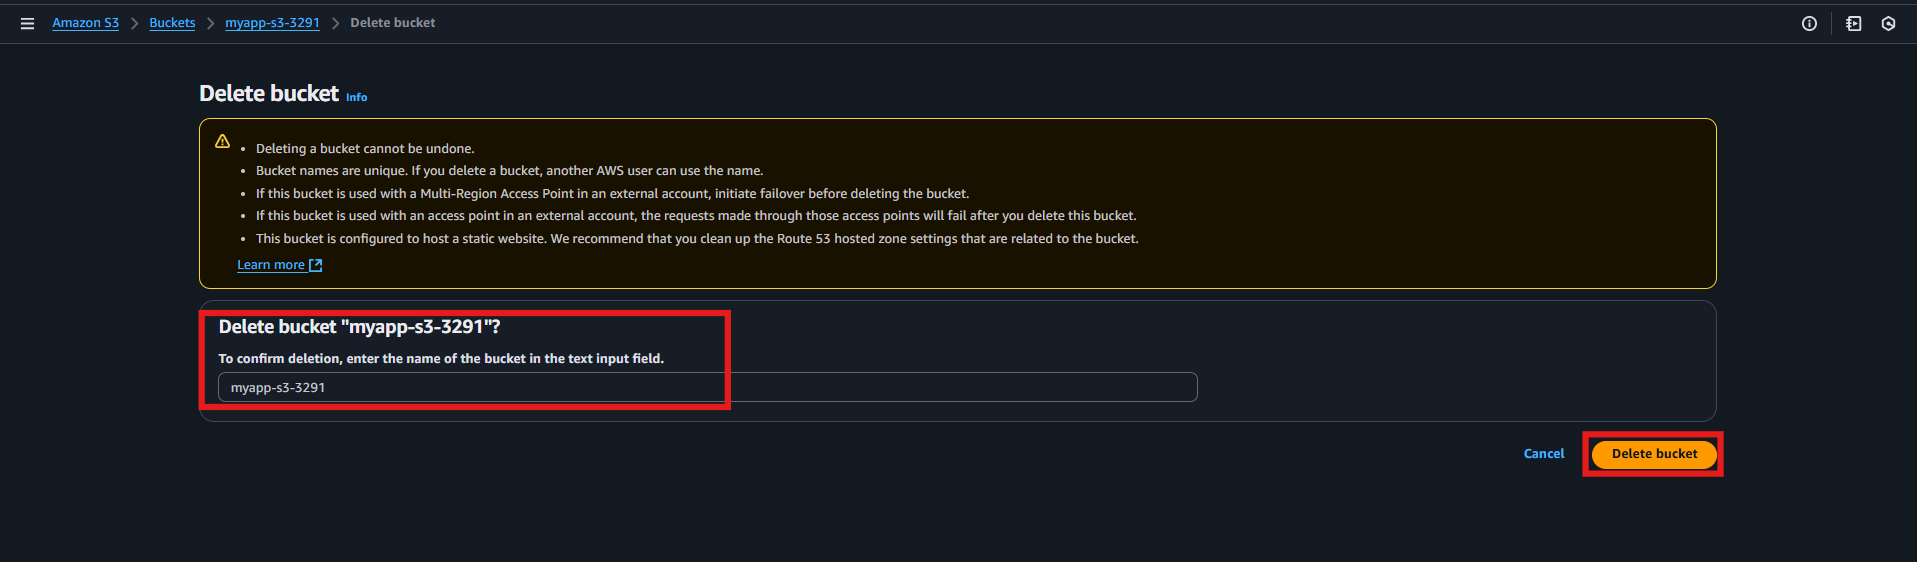 Amazon S3 > Buckets > myapp-s3-3291 > Delete bucket
Delete bucket Info
• Deleting a bucket cannot be undone.
• Bucket names are unique. If you delete a bucket, another AWS user can use the name.
• If this bucket is used with a Multi-Region Access Point in an external account, initiate failover before deleting the bucket.
• If this bucket is used with an access point in an external account, the requests made through those access points will fail after you delete this bucket.
• This bucket is configured to host a static website. We recommend that you clean up the Route 53 hosted zone settings that are related to the bucket.
Learn more
Delete bucket "myapp-s3-3291"?
To confirm deletion, enter the name of the bucket in the text input field.
myapp-s3-3291
Cancel Delete bucket